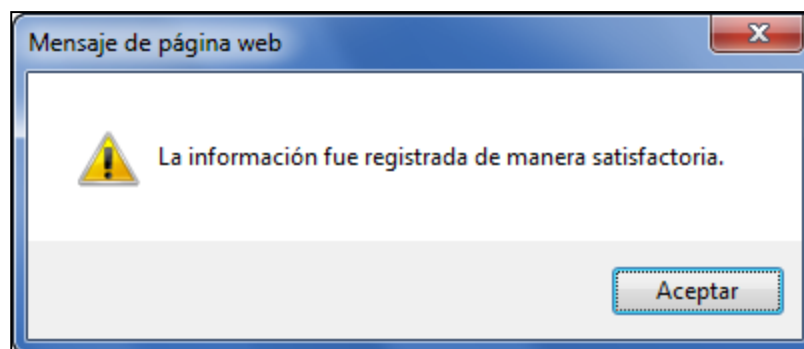 Mensaje de página web
La información fue registrada de manera satisfactoria.
Aceptar